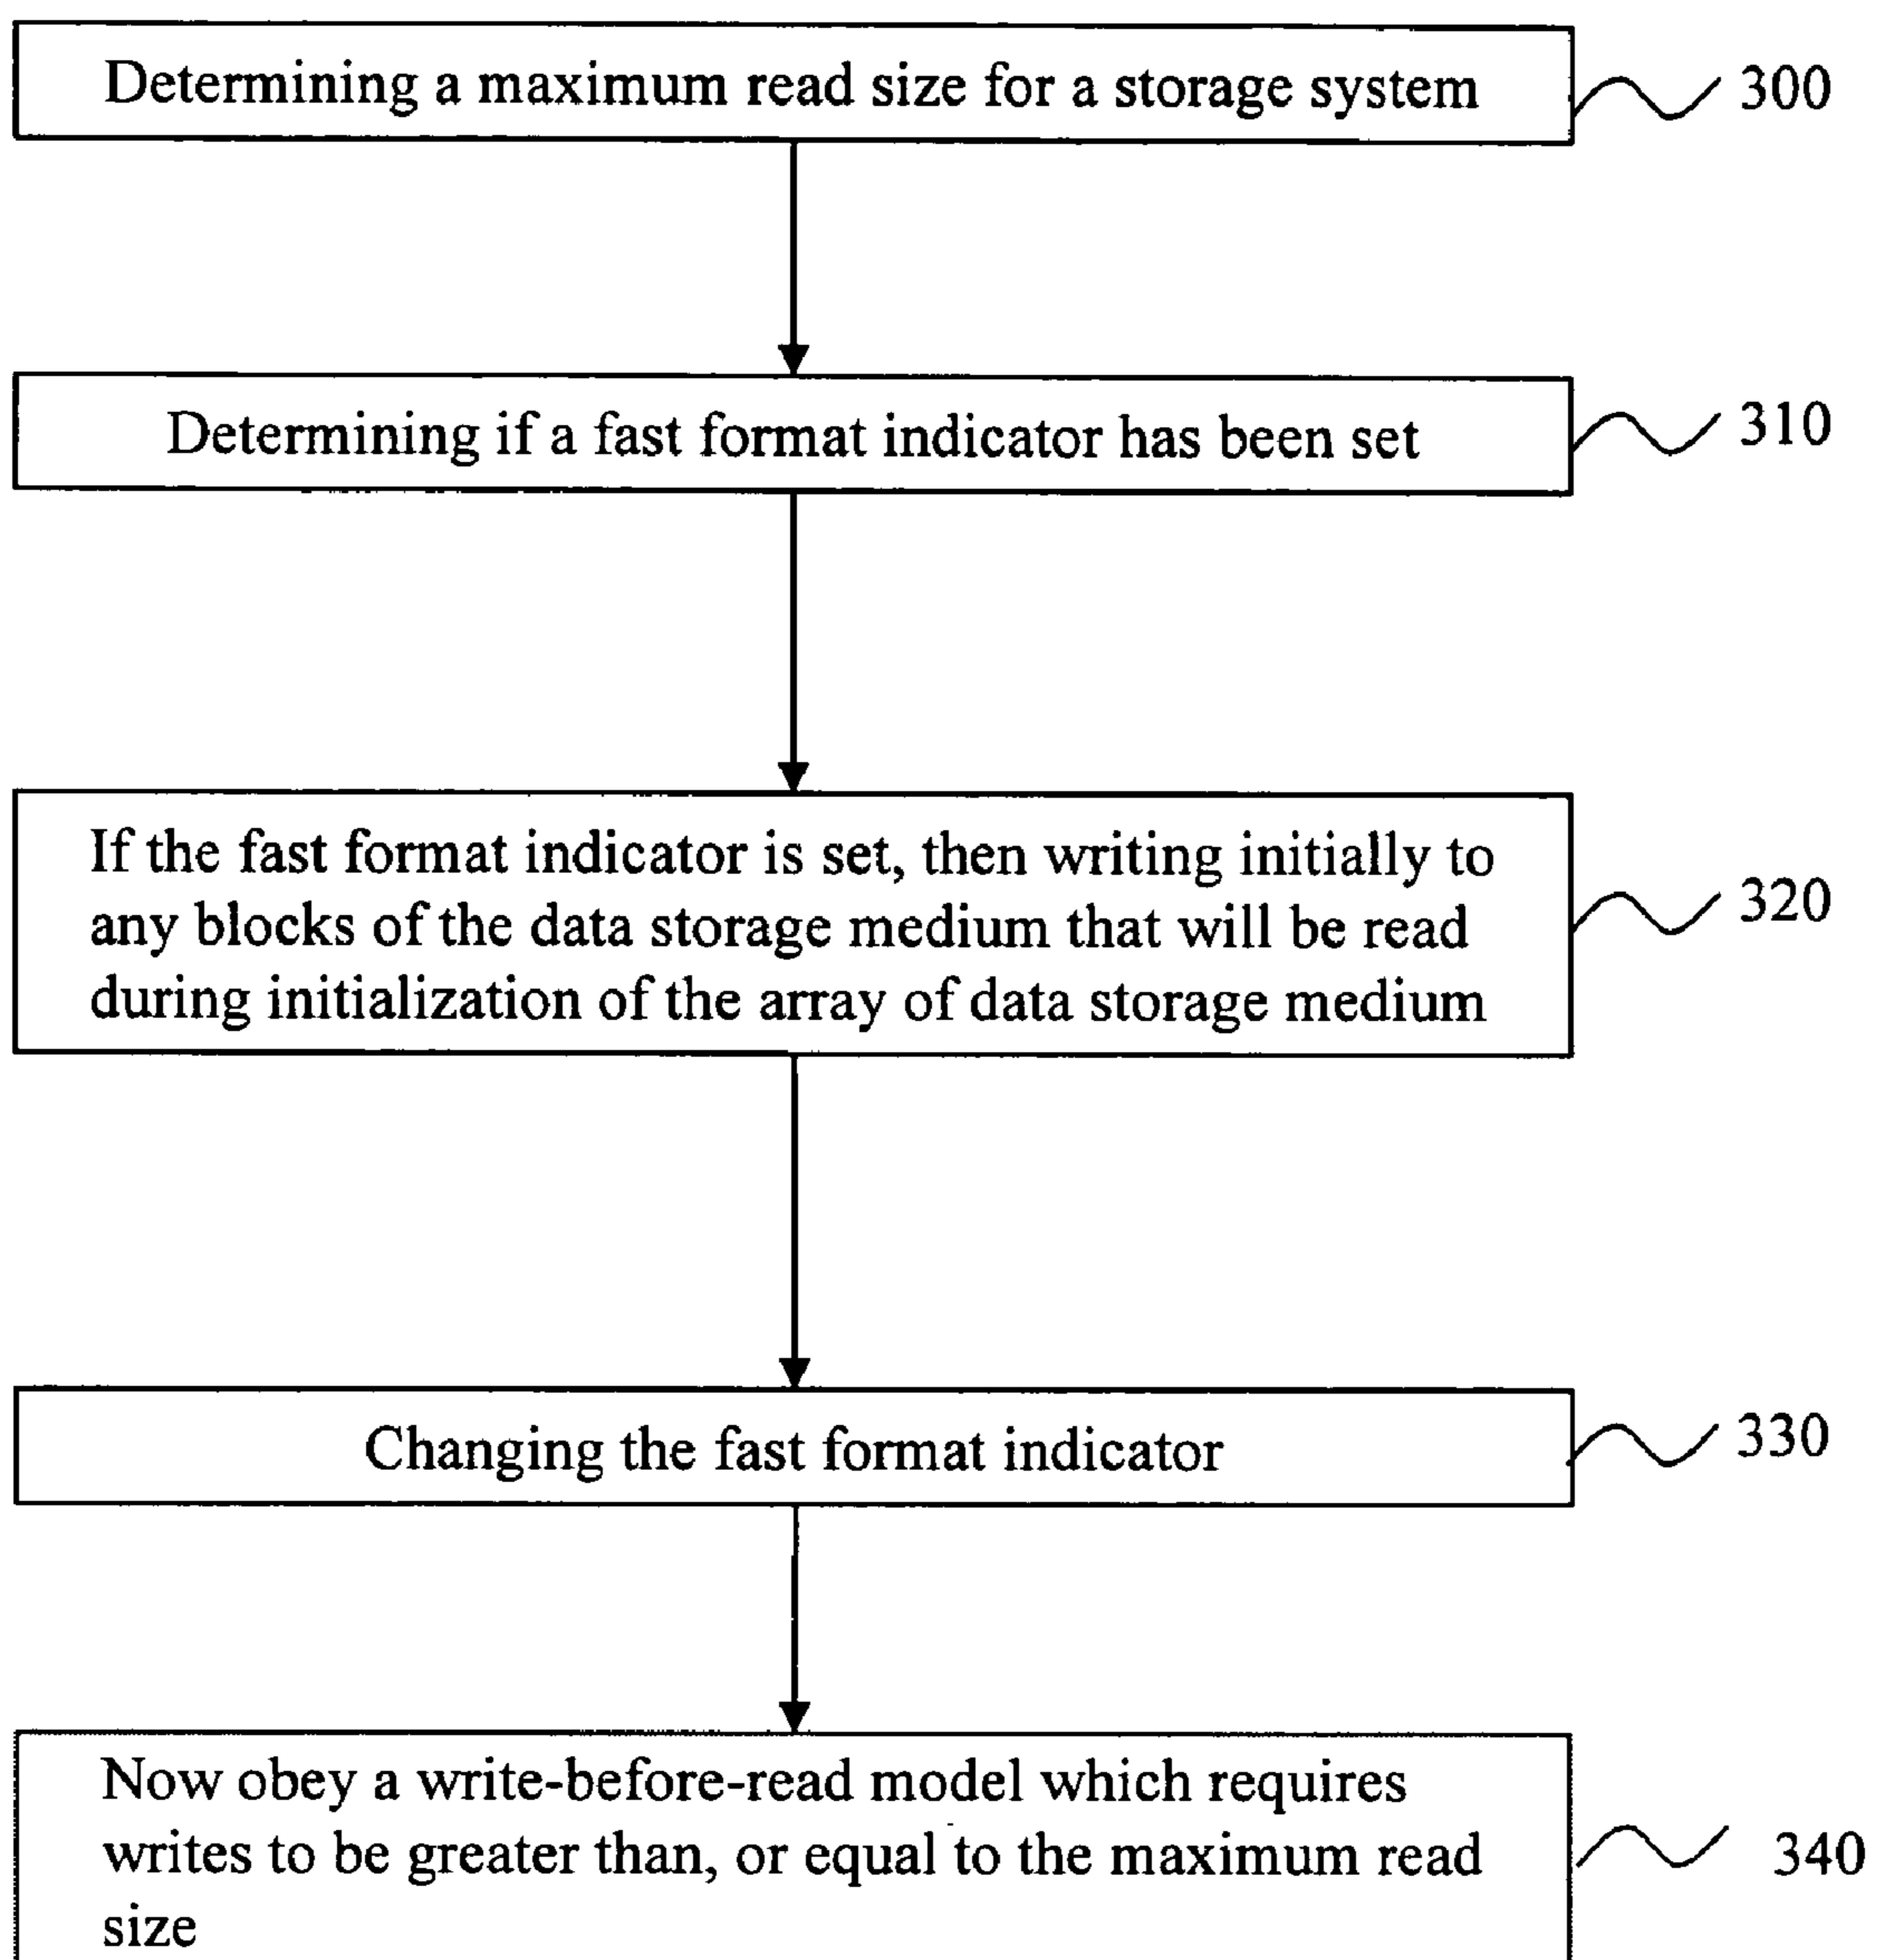 Determining a maximum read size for a storage system
300
Determining if a fast format indicator has been set
310
If the fast format indicator is set, then writing initially to
any blocks of the data storage medium that will be read
during initialization of the array of data storage medium
320
Changing the fast format indicator
330
Now obey a write-before-read model which requires
writes to be greater than, or equal to the maximum read
size
340